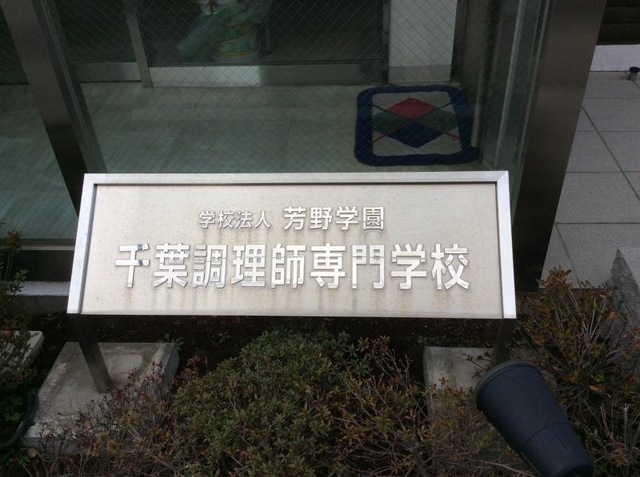 学校法人 芳野学園
千葉調理師専門学校